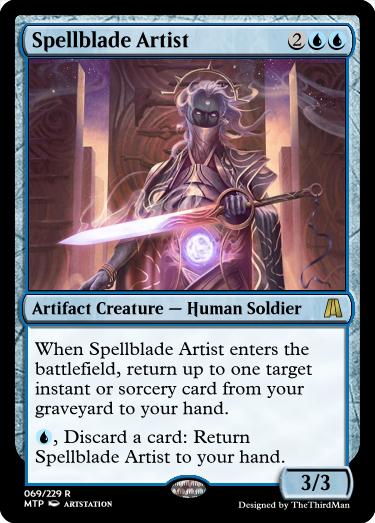 Spellblade Artist 2
Artifact Creature — Human Soldier
When Spellblade Artist enters the
battlefield, return up to one target
instant or sorcery card from your
graveyard to your hand.
, Discard a card: Return
Spellblade Artist to your hand.
3/3
069/229 R
MTP ARTSTATION
Designed by TheThirdMan